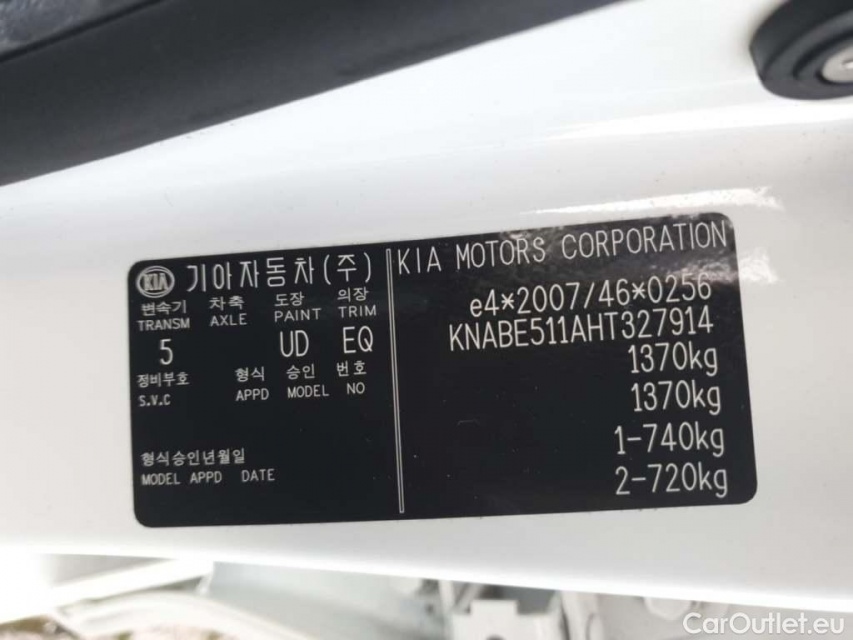 KIA 기아자동차(주)
변속기 차축 도장 의장
TRANSM AXLE PAINT TRIM
5 UD EQ
정비부호 형식 승인 번호
S.V.C APPD MODEL NO
형식승인년월일
MODEL APPD DATE
KIA MOTORS CORPORATION
e4*2007/46*0256
KNABE511AHT327914
1370kg
1370kg
1-740kg
2-720kg
CarOutlet.eu